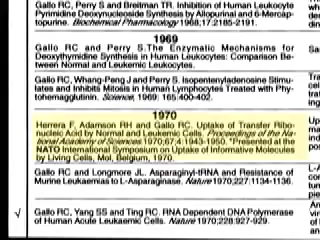 Gallo RC, Perry S and Breitman TR. Inhibition of Human Leukocyte
Pyrimidine Deoxynucleoside Synthesis by Allopurinal and 6-Mercap-
topurine. Biochemical Pharmacology 1968;17:2185-2191.
1969
Gallo RC and Perry S.The Enzymatic Mechanisms for
Deoxythymidine Synthesis in Human Leukocytes: Comparison Be-
tween Normal and Leukemic Leukocytes.
Gallo RC, Whang-Peng J and Perry S. Isopentenyladenosine Stimu-
lates and Inhibits Mitosis in Human Lymphocytes Treated with Phy-
tohemagglutinin. Science, 1969: 165:400-402.
1970
Herrera F, Adamson RH and Gallo RC. Uptake of Transfer Ribo-
nucleic Acid by Normal and Leukemic Cells. Proceedings of the Na-
tional Academy of Sciences 1970;67;4:1943-1950. *Presented at the
NATO International Symposium on Uptake of Informative Molecules
by Living Cells, Mol, Belgium, 1970.
Gallo RC and Longmore JL. Asparaginyl-tRNA and Resistance of
Murine Leukaemias to L-Asparaginase. Nature 1970;227:1134-1136.
Gallo RC, Yang SS and Ting RC. RNA Dependent DNA Polymerase
of Human Acute Leukaemic Cells. Nature 1970;228:927-929.